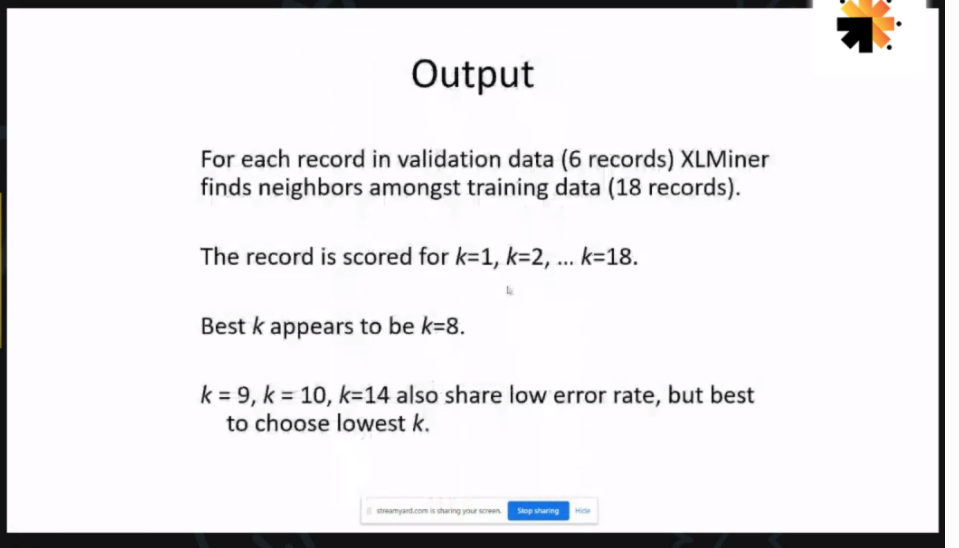 Output
For each record in validation data (6 records) XLMiner
finds neighbors amongst training data (18 records).
The record is scored for k=1, k=2, ... k=18.
Best k appears to be k=8.
k = 9, k = 10, k=14 also share low error rate, but best
to choose lowest k.
streamyard.com is sharing your screen. Stop sharing Hide